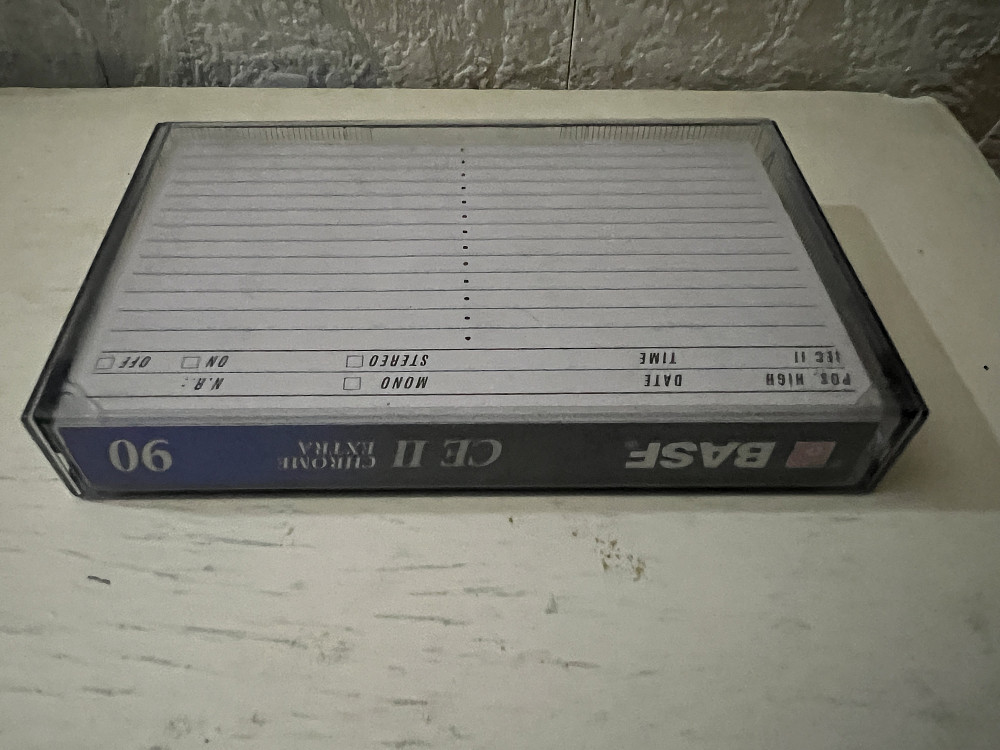 BASF CE II CHROME EXTRA 90
POS. HIGH DATE MONO N.R.:
IEC II TIME STEREO ON OFF